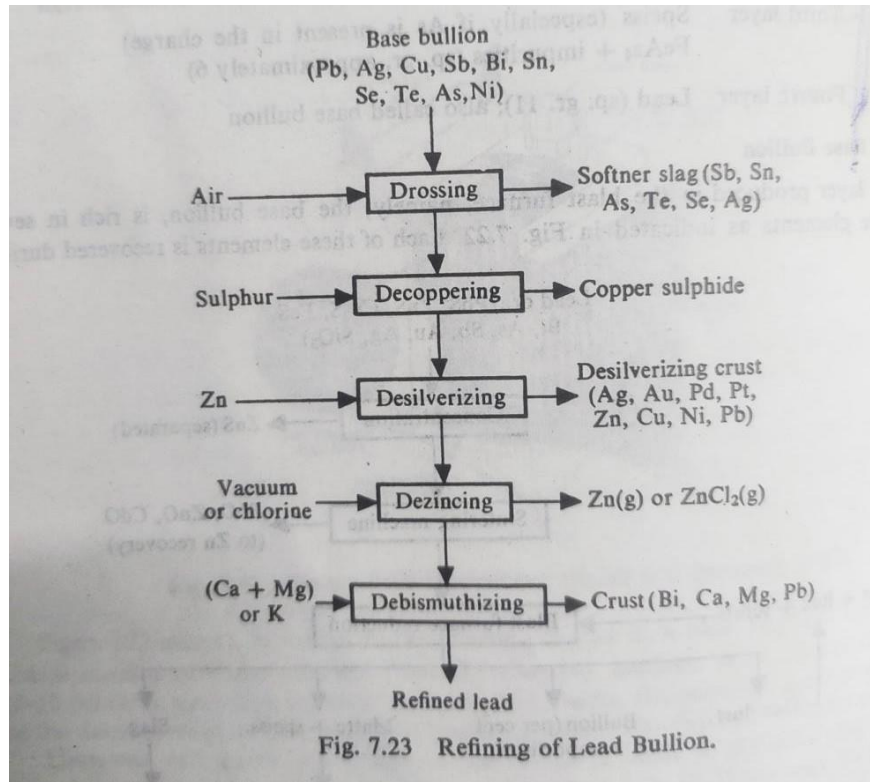 Base bullion
(Pb, Ag, Cu, Sb, Bi, Sn,
Se, Te, As,Ni)
Air
Drossing
Softner slag (Sb, Sn,
As, Te, Se, Ag)
Sulphur
Decoppering
Copper sulphide
Zn
Desilverizing
Desilverizing crust
(Ag, Au, Pd, Pt,
Zn, Cu, Ni, Pb)
Vacuum
or chlorine
Dezincing
Zn(g) or ZnCl₂(g)
(Ca + Mg)
or K
Debismuthizing
Crust (Bi, Ca, Mg, Pb)
Refined lead
Fig. 7.23 Refining of Lead Bullion.